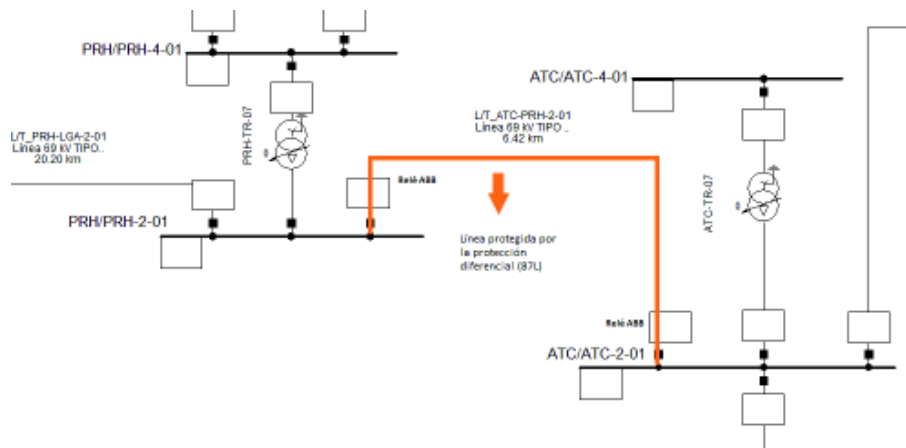 PRH/PRH-4-01
ATC/ATC-4-01
L/T_PRH-LGA-2-01
Línea 69 kV TIPO..
20.20 km
PRH-TR-07
L/T_ATC-PRH-2-01
Línea 69 kV TIPO ..
6.42 km
ATC-TR-07
Relé ABB
PRH/PRH-2-01
Línea protegida por
la protección
diferencial (87L)
Relé ABB
ATC/ATC-2-01